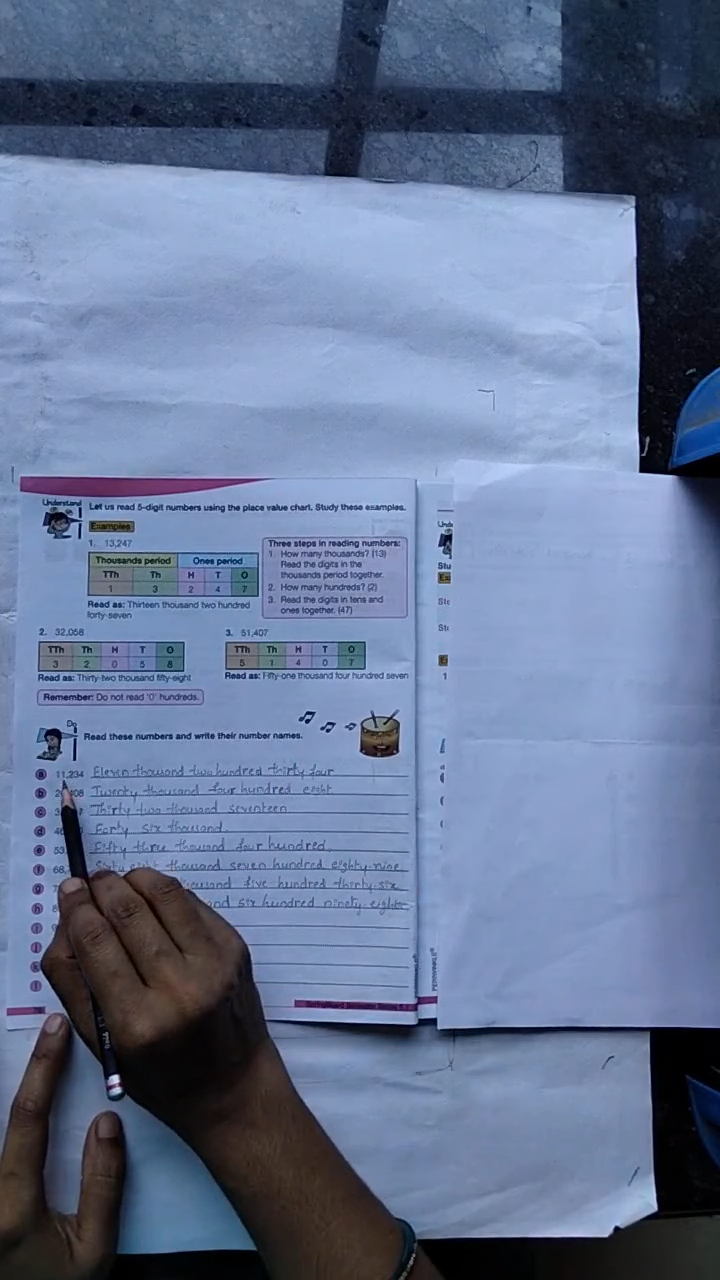 Understand
Let us read 5-digit numbers using the place value chart. Study these examples.
Examples
1. 13,247
Thousands period Ones period
TTh Th H T O
1 3 2 4 7
Read as: Thirteen thousand two hundred
forty-seven
Three steps in reading numbers:
1. How many thousands? (13)
Read the digits in the
thousands period together.
2. How many hundreds? (2)
3. Read the digits in tens and
ones together. (47)
2. 32,058
TTh Th H T O
3 2 0 5 8
Read as: Thirty-two thousand fifty-eight
3. 51,407
TTh Th H T O
5 1 4 0 7
Read as: Fifty-one thousand four hundred seven
Remember: Do not read '0' hundreds.
Do
Read these numbers and write their number names.
a 11,234 Eleven thousand two hundred thirty four
b Twenty thousand four hundred eight
c Thirty two thousand seventeen
d Forty six thousand
e Fifty three thousand four hundred
f 68, Sixty eight thousand seven hundred eighty-nine
g five hundred thirty-six
h six hundred ninety-eight
i
j
k
l
PERIWINKLE
PERIWINKLE